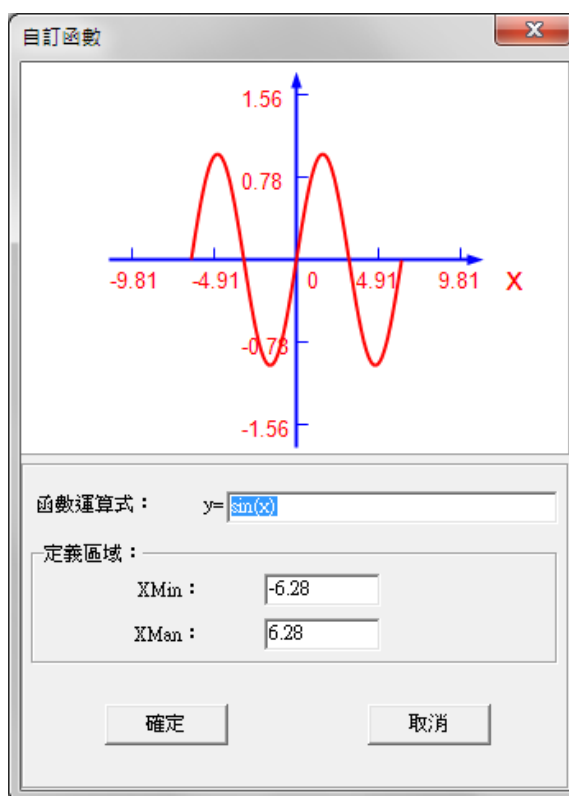 自訂函數
1.56
0.78
-9.81 -4.91 0 4.91 9.81 X
-0.78
-1.56
函數運算式： y= sin(x)
定義區域：
XMin： -6.28
XMan： 6.28
確定 取消